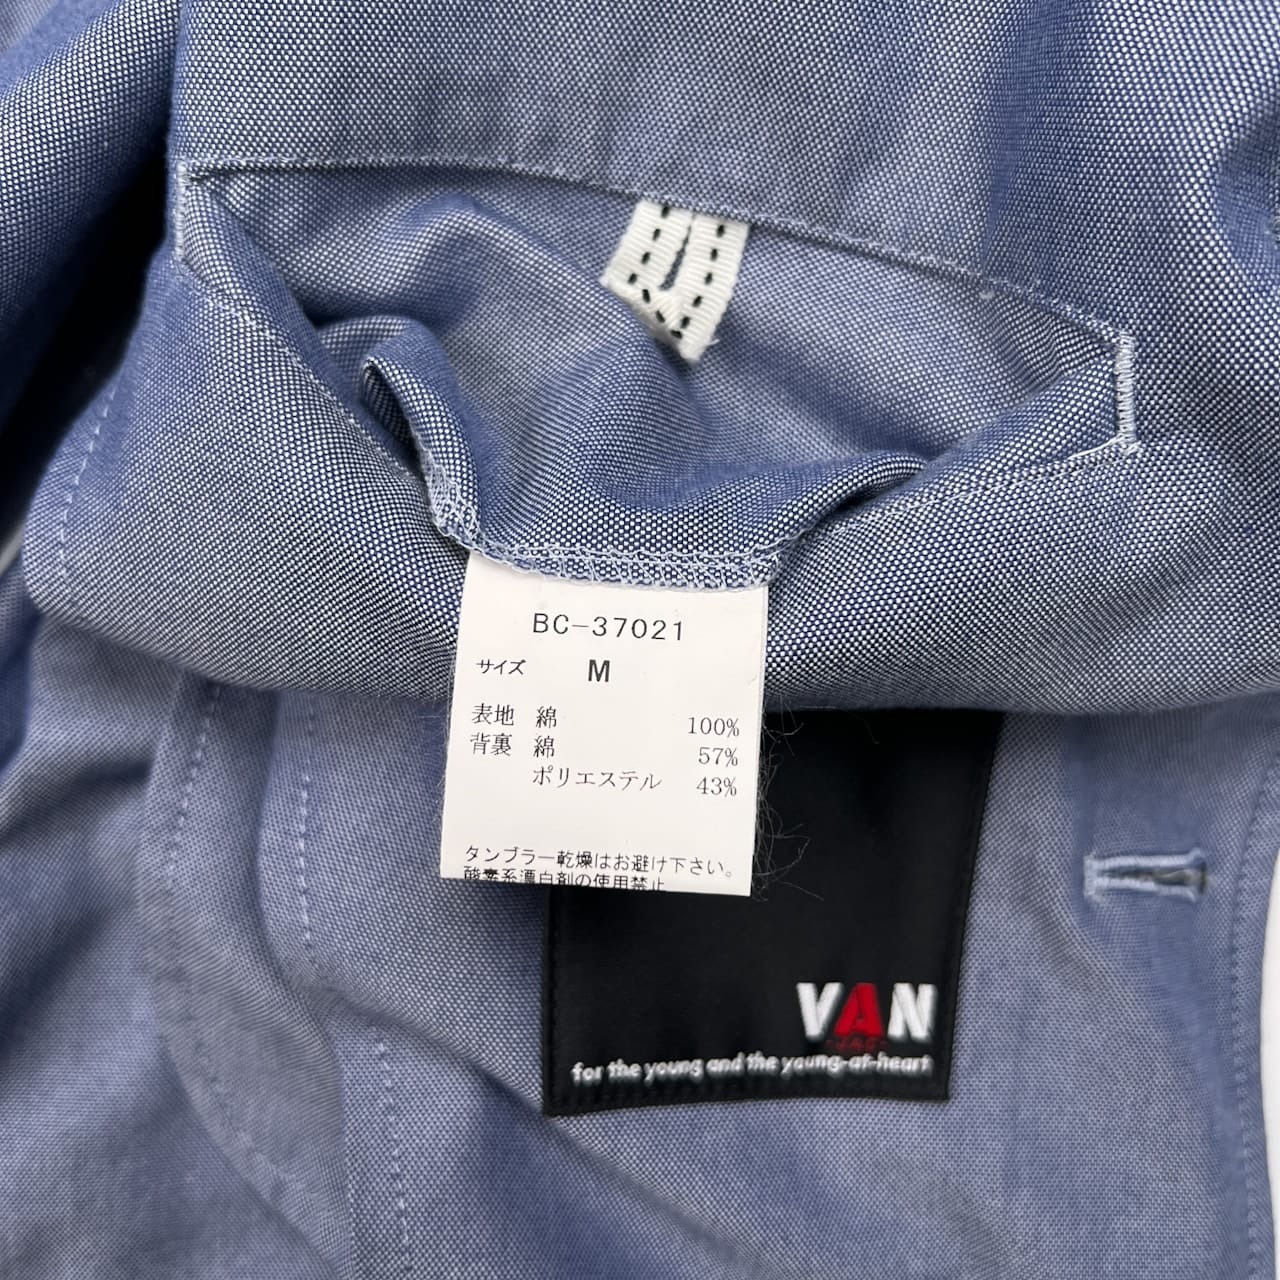 BC-37021
サイズ M
表地 綿 100%
背裏 綿 57%
ポリエステル 43%
タンブラー乾燥はお避け下さい。
酸素系漂白剤の使用禁止
VAN
JAC
for the young and the young-at-heart